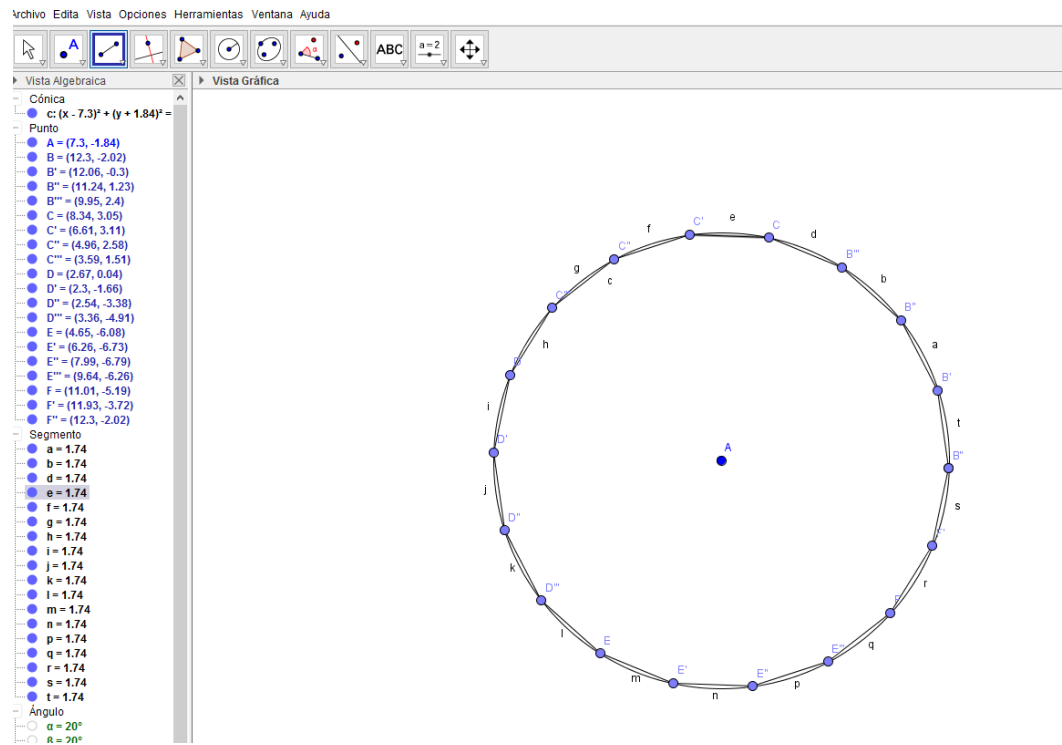 Archivo Edita Vista Opciones Herramientas Ventana Ayuda
A
α
ABC
a=2
Vista Algebraica
Vista Gráfica
Cónica
c: (x - 7.3)² + (y + 1.84)² =
Punto
A = (7.3, -1.84)
B = (12.3, -2.02)
B' = (12.06, -0.3)
B'' = (11.24, 1.23)
B''' = (9.95, 2.4)
C = (8.34, 3.05)
C' = (6.61, 3.11)
C'' = (4.96, 2.58)
C''' = (3.59, 1.51)
D = (2.67, 0.04)
D' = (2.3, -1.66)
D'' = (2.54, -3.38)
D''' = (3.36, -4.91)
E = (4.65, -6.08)
E' = (6.26, -6.73)
E'' = (7.99, -6.79)
E''' = (9.64, -6.26)
F = (11.01, -5.19)
F' = (11.93, -3.72)
F'' = (12.3, -2.02)
Segmento
a = 1.74
b = 1.74
d = 1.74
e = 1.74
f = 1.74
g = 1.74
h = 1.74
i = 1.74
j = 1.74
k = 1.74
l = 1.74
m = 1.74
n = 1.74
p = 1.74
q = 1.74
r = 1.74
s = 1.74
t = 1.74
Ángulo
α = 20°
β = 20°
C'
e
C
f
d
C''
B'''
g
c
b
C'''
B''
h
a
D
B'
i
t
D'
A
j
s
D''
F'
k
r
D'''
F
l
q
E
E'''
m
E'
E''
p
n